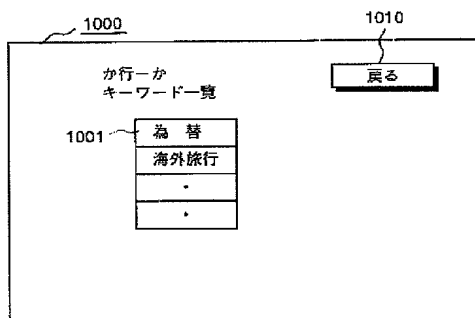 1000
1010
か行ーか
キーワード一覧
戻る
1001
為 替
海外旅行
・
・